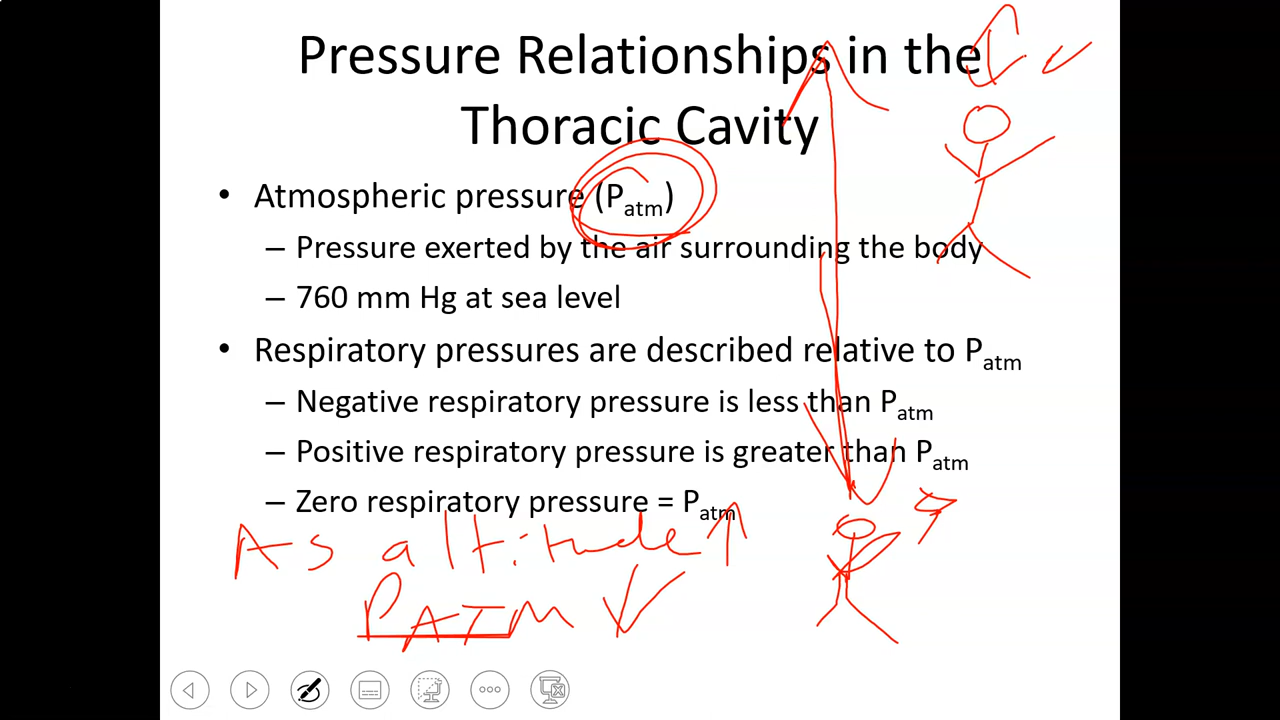 Pressure Relationships in the
Thoracic Cavity
• Atmospheric pressure (Patm)
– Pressure exerted by the air surrounding the body
– 760 mm Hg at sea level
• Respiratory pressures are described relative to Patm
– Negative respiratory pressure is less than Patm
– Positive respiratory pressure is greater than Patm
– Zero respiratory pressure = Patm
As altitude ↑
PATM ↓